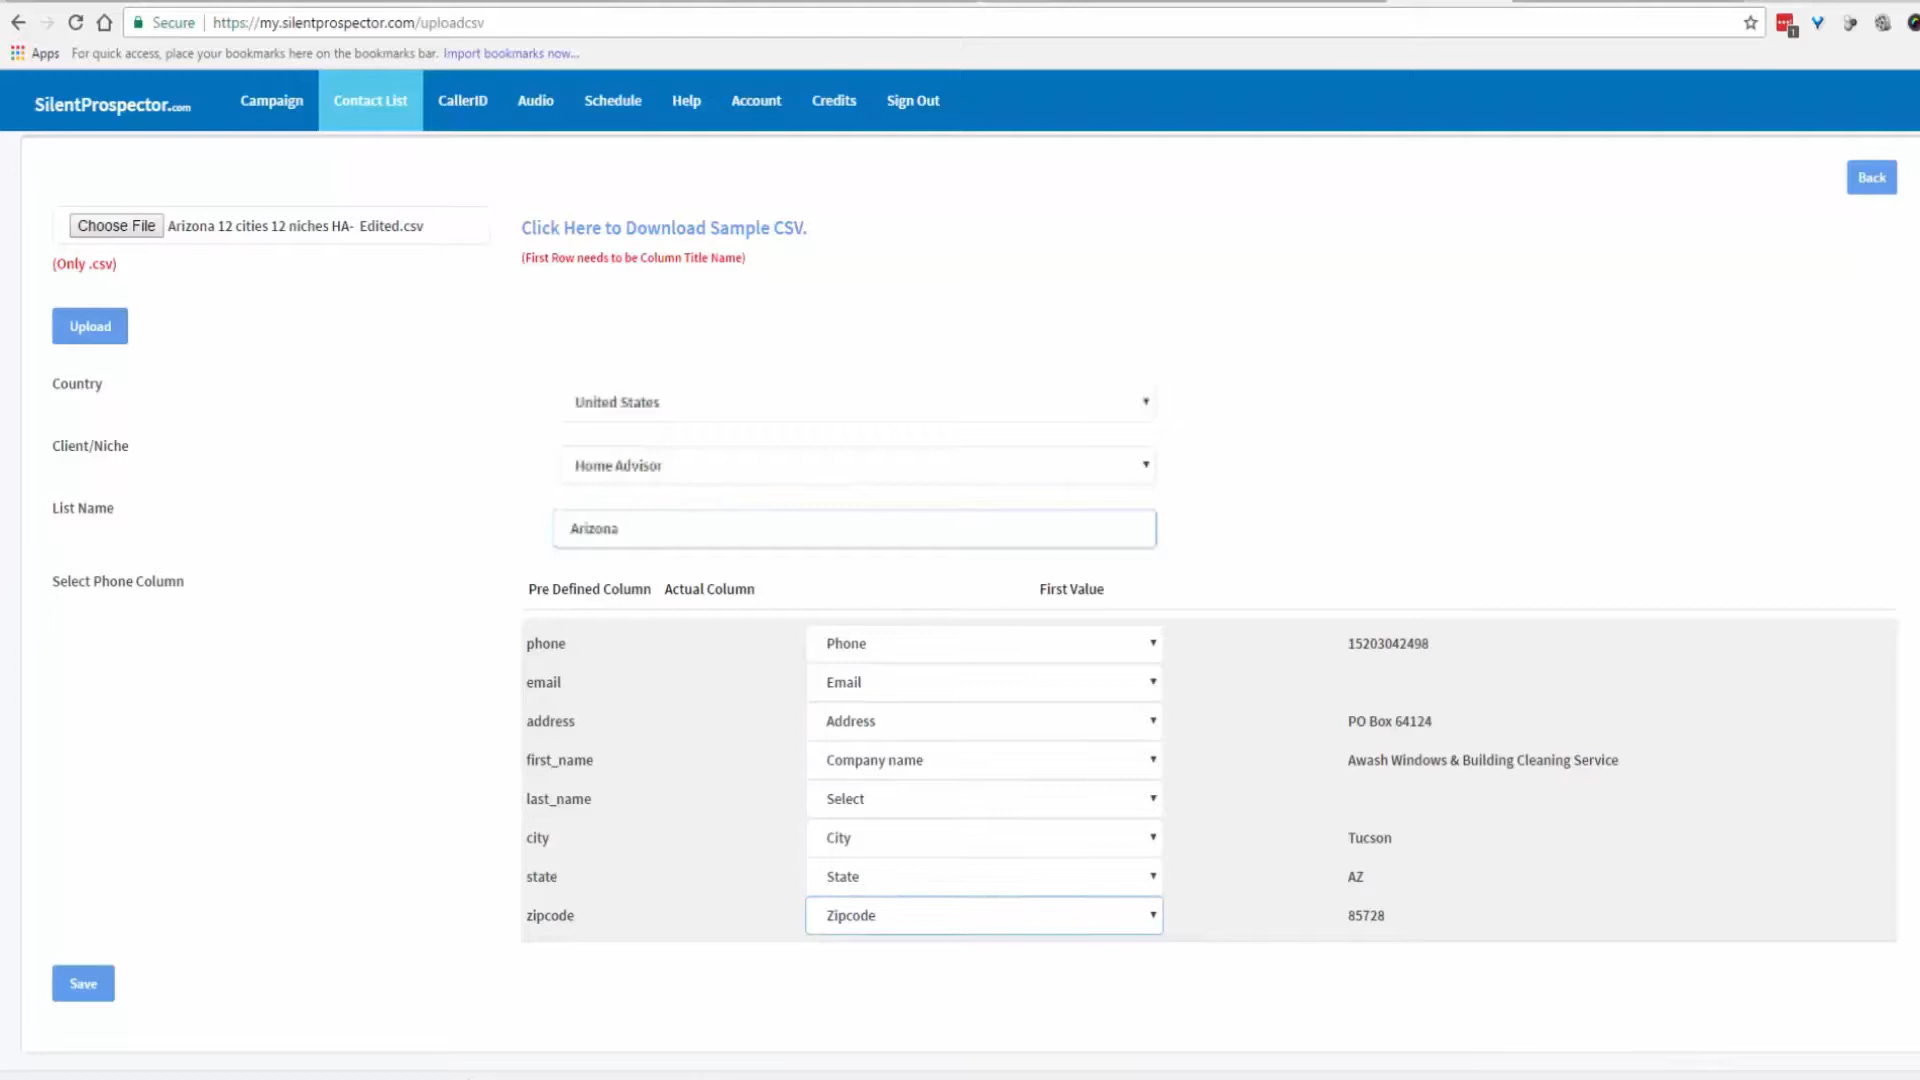 Secure | https://my.silentprospector.com/uploadcsv
Apps For quick access, place your bookmarks here on the bookmarks bar. Import bookmarks now...
SilentProspector.com Campaign Contact List CallerID Audio Schedule Help Account Credits Sign Out
Back
Choose File Arizona 12 cities 12 niches HA- Edited.csv
Click Here to Download Sample CSV.
(Only .csv)
(First Row needs to be Column Title Name)
Upload
Country
United States
Client/Niche
Home Advisor
List Name
Arizona
Select Phone Column
Pre Defined Column Actual Column First Value
phone Phone 15203042498
email Email
address Address PO Box 64124
first_name Company name Awash Windows & Building Cleaning Service
last_name Select
city City Tucson
state State AZ
zipcode Zipcode 85728
Save